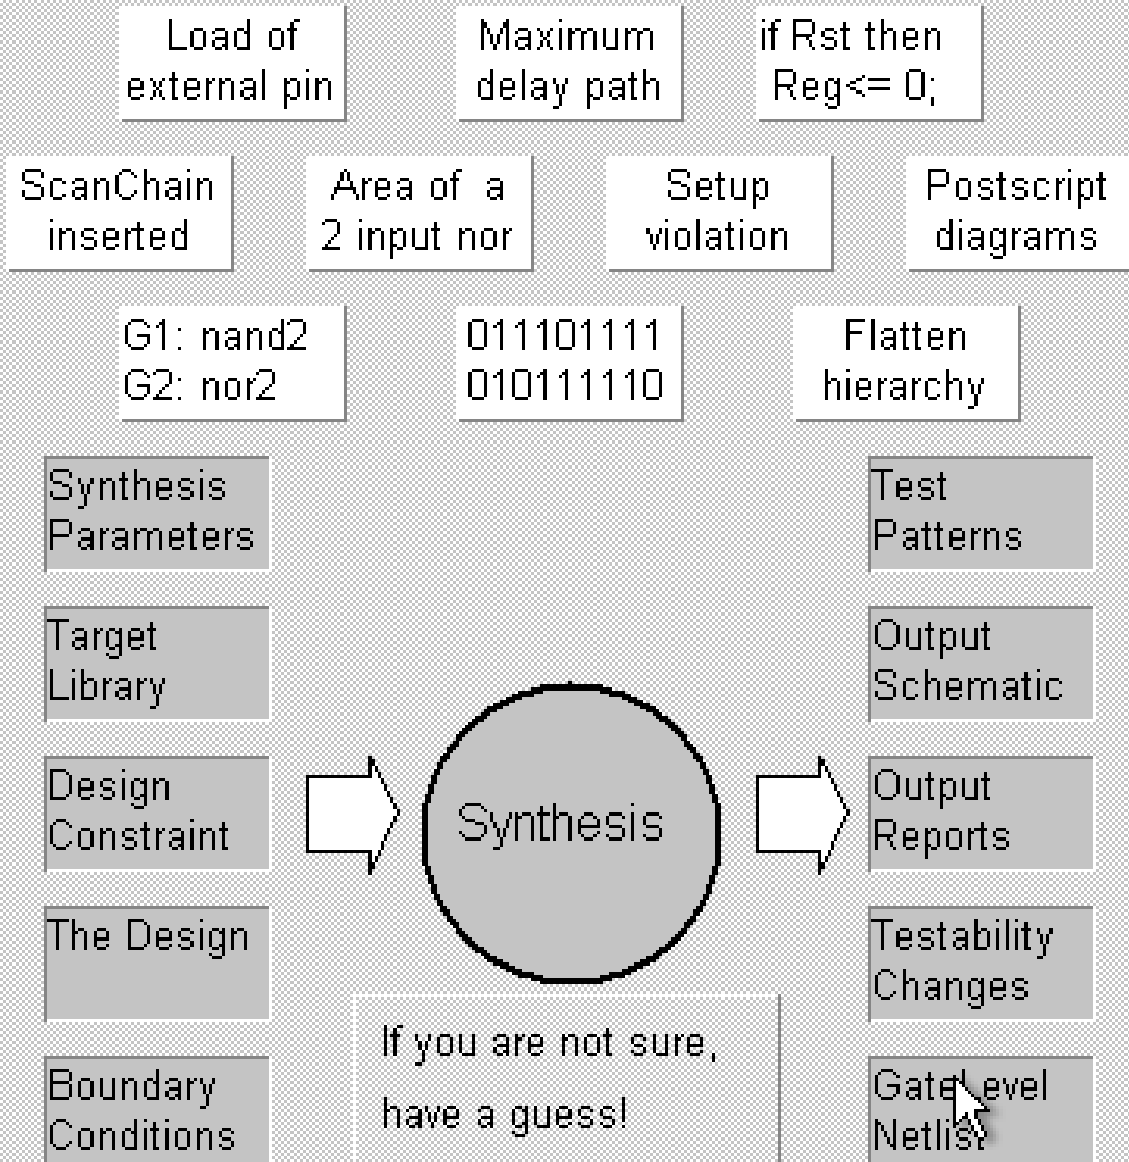 Load of
external pin
Maximum
delay path
if Rst then
Reg<= 0;
ScanChain
inserted
Area of a
2 input nor
Setup
violation
Postscript
diagrams
G1: nand2
G2: nor2
011101111
010111110
Flatten
hierarchy
Synthesis
Parameters
Target
Library
Design
Constraint
The Design
Boundary
Conditions
Synthesis
If you are not sure,
have a guess!
Test
Patterns
Output
Schematic
Output
Reports
Testability
Changes
GateLevel
Netlist